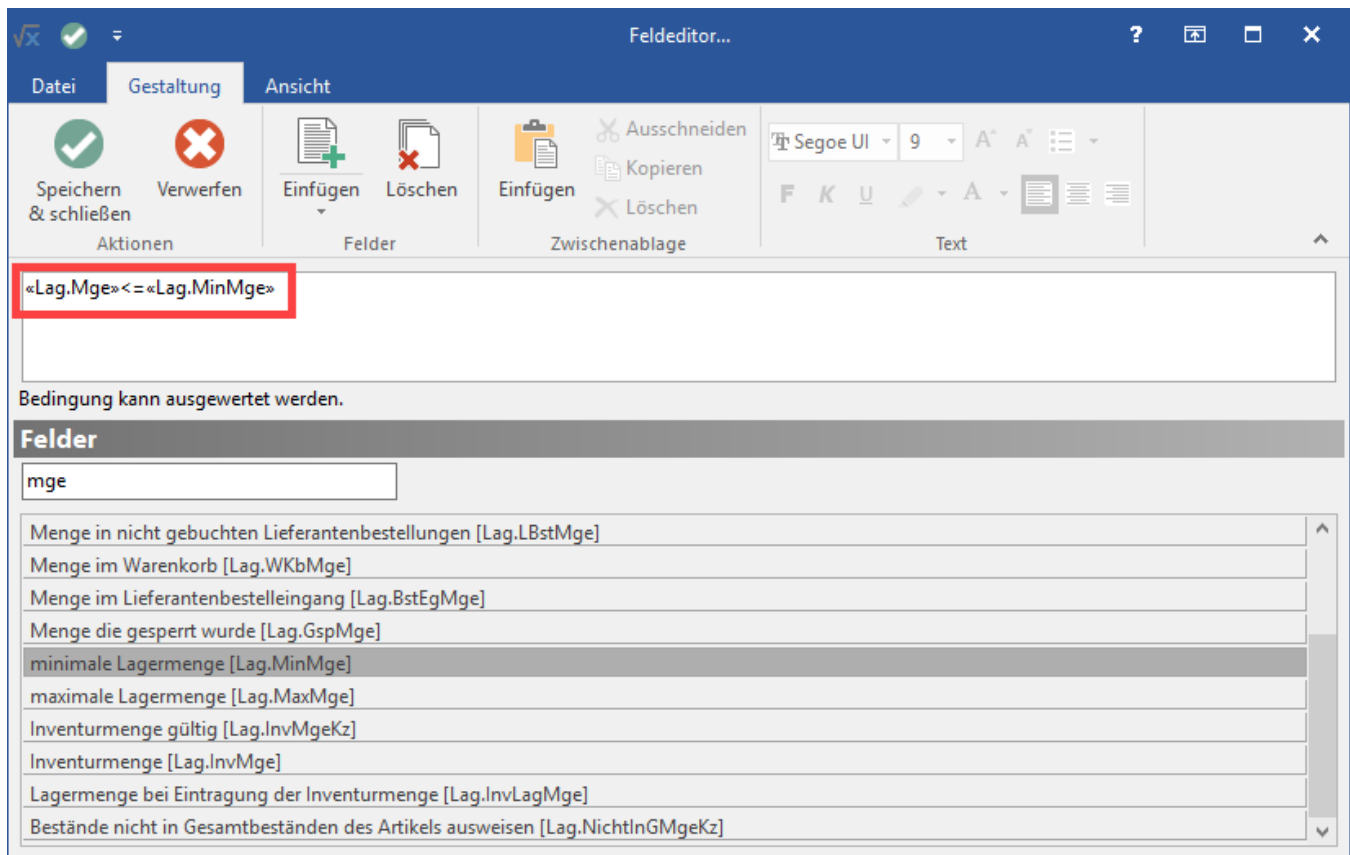 Feldeditor...
?
Datei Gestaltung Ansicht
Speichern & schließen
Verwerfen
Aktionen
Einfügen
Löschen
Felder
Einfügen
Ausschneiden
Kopieren
Löschen
Zwischenablage
Segoe UI 9 A A
F K U A
Text
«Lag.Mge»<=«Lag.MinMge»
Bedingung kann ausgewertet werden.
Felder
mge
Menge in nicht gebuchten Lieferantenbestellungen [Lag.LBstMge]
Menge im Warenkorb [Lag.WKbMge]
Menge im Lieferantenbestelleingang [Lag.BstEgMge]
Menge die gesperrt wurde [Lag.GspMge]
minimale Lagermenge [Lag.MinMge]
maximale Lagermenge [Lag.MaxMge]
Inventurmenge gültig [Lag.InvMgeKz]
Inventurmenge [Lag.InvMge]
Lagermenge bei Eintragung der Inventurmenge [Lag.InvLagMge]
Bestände nicht in Gesamtbeständen des Artikels ausweisen [Lag.NichtInGMgeKz]